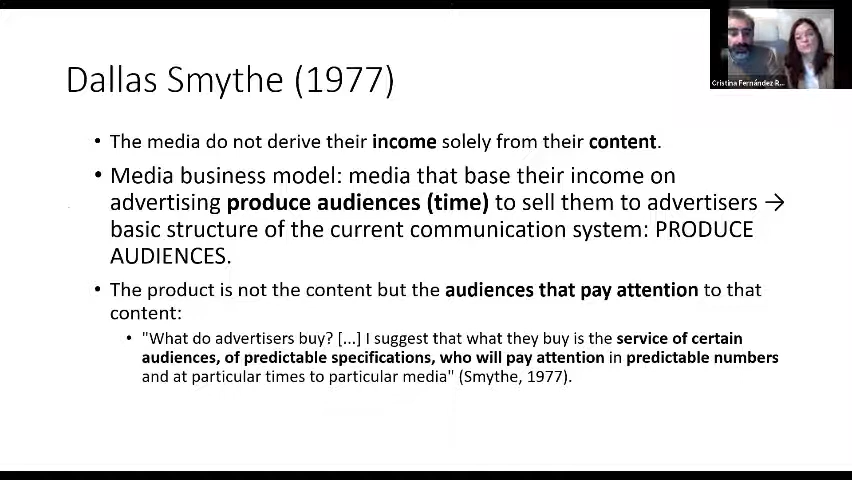 Dallas Smythe (1977)
• The media do not derive their income solely from their content.
• Media business model: media that base their income on
advertising produce audiences (time) to sell them to advertisers →
basic structure of the current communication system: PRODUCE
AUDIENCES.
• The product is not the content but the audiences that pay attention to that
content:
• "What do advertisers buy? [...] I suggest that what they buy is the service of certain
audiences, of predictable specifications, who will pay attention in predictable numbers
and at particular times to particular media" (Smythe, 1977).
Cristina Fernández R...